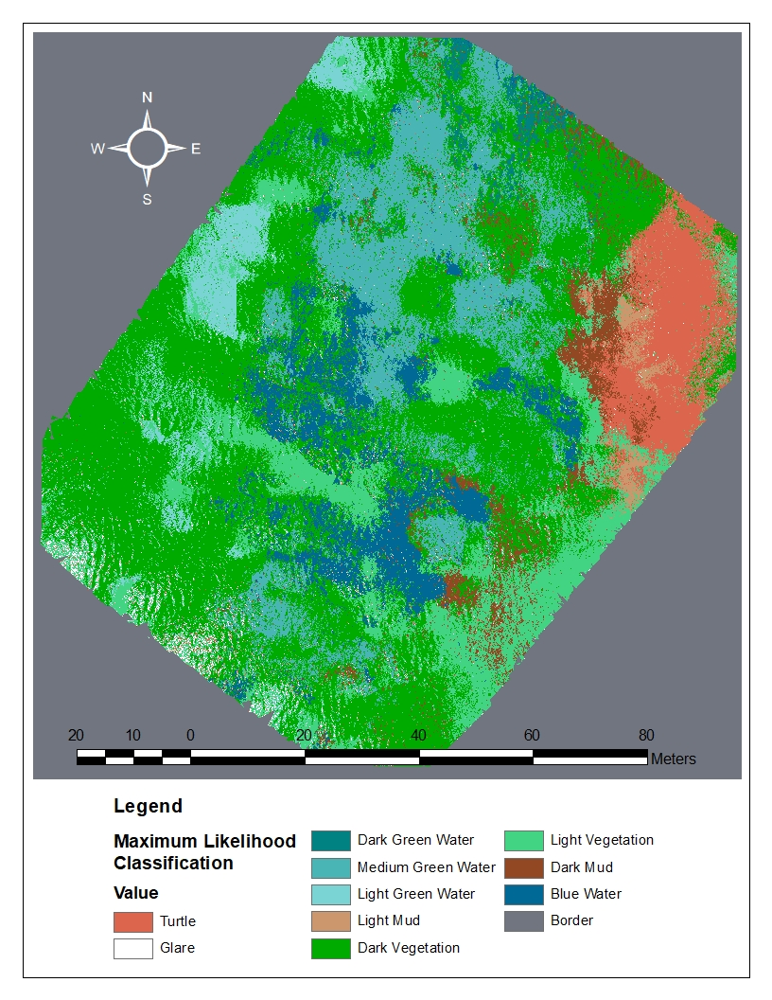 N
W E
S
20 10 0 20 40 60 80
Meters
Legend
Maximum Likelihood
Classification
Value
Turtle
Glare
Dark Green Water
Medium Green Water
Light Green Water
Light Mud
Dark Vegetation
Light Vegetation
Dark Mud
Blue Water
Border